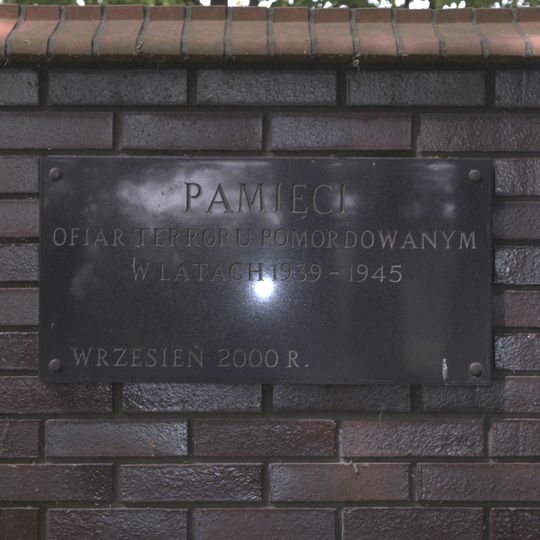 PAMIĘCI
OFIAR TERRORU POMORDOWANYM
W LATACH 1939 - 1945
WRZESIEŃ 2000 R.